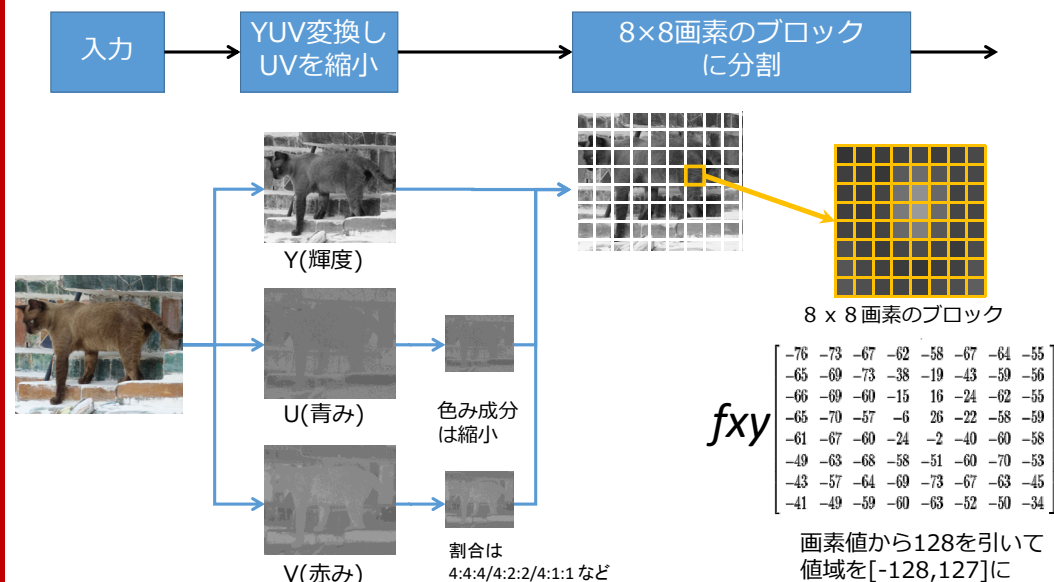 入力
YUV変換し
UVを縮小
8×8画素のブロック
に分割
Y(輝度)
U(青み)
色み成分
は縮小
V(赤み)
割合は
4:4:4/4:2:2/4:1:1 など
8 x 8 画素のブロック
fxy
-76 -73 -67 -62 -58 -67 -64 -55
-65 -69 -73 -38 -19 -43 -59 -56
-66 -69 -60 -15 16 -24 -62 -55
-65 -70 -57 -6 26 -22 -58 -59
-61 -67 -60 -24 -2 -40 -60 -58
-49 -63 -68 -58 -51 -60 -70 -53
-43 -57 -64 -69 -73 -67 -63 -45
-41 -49 -59 -60 -63 -52 -50 -34
画素値から128を引いて
値域を[-128,127]に